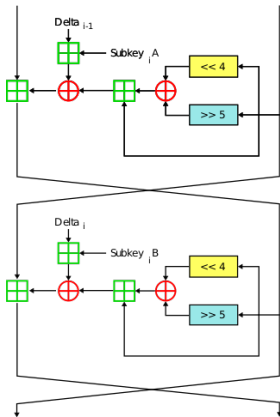 Delta i-1
Subkey i A
<< 4
>> 5
Delta i
Subkey i B
<< 4
>> 5